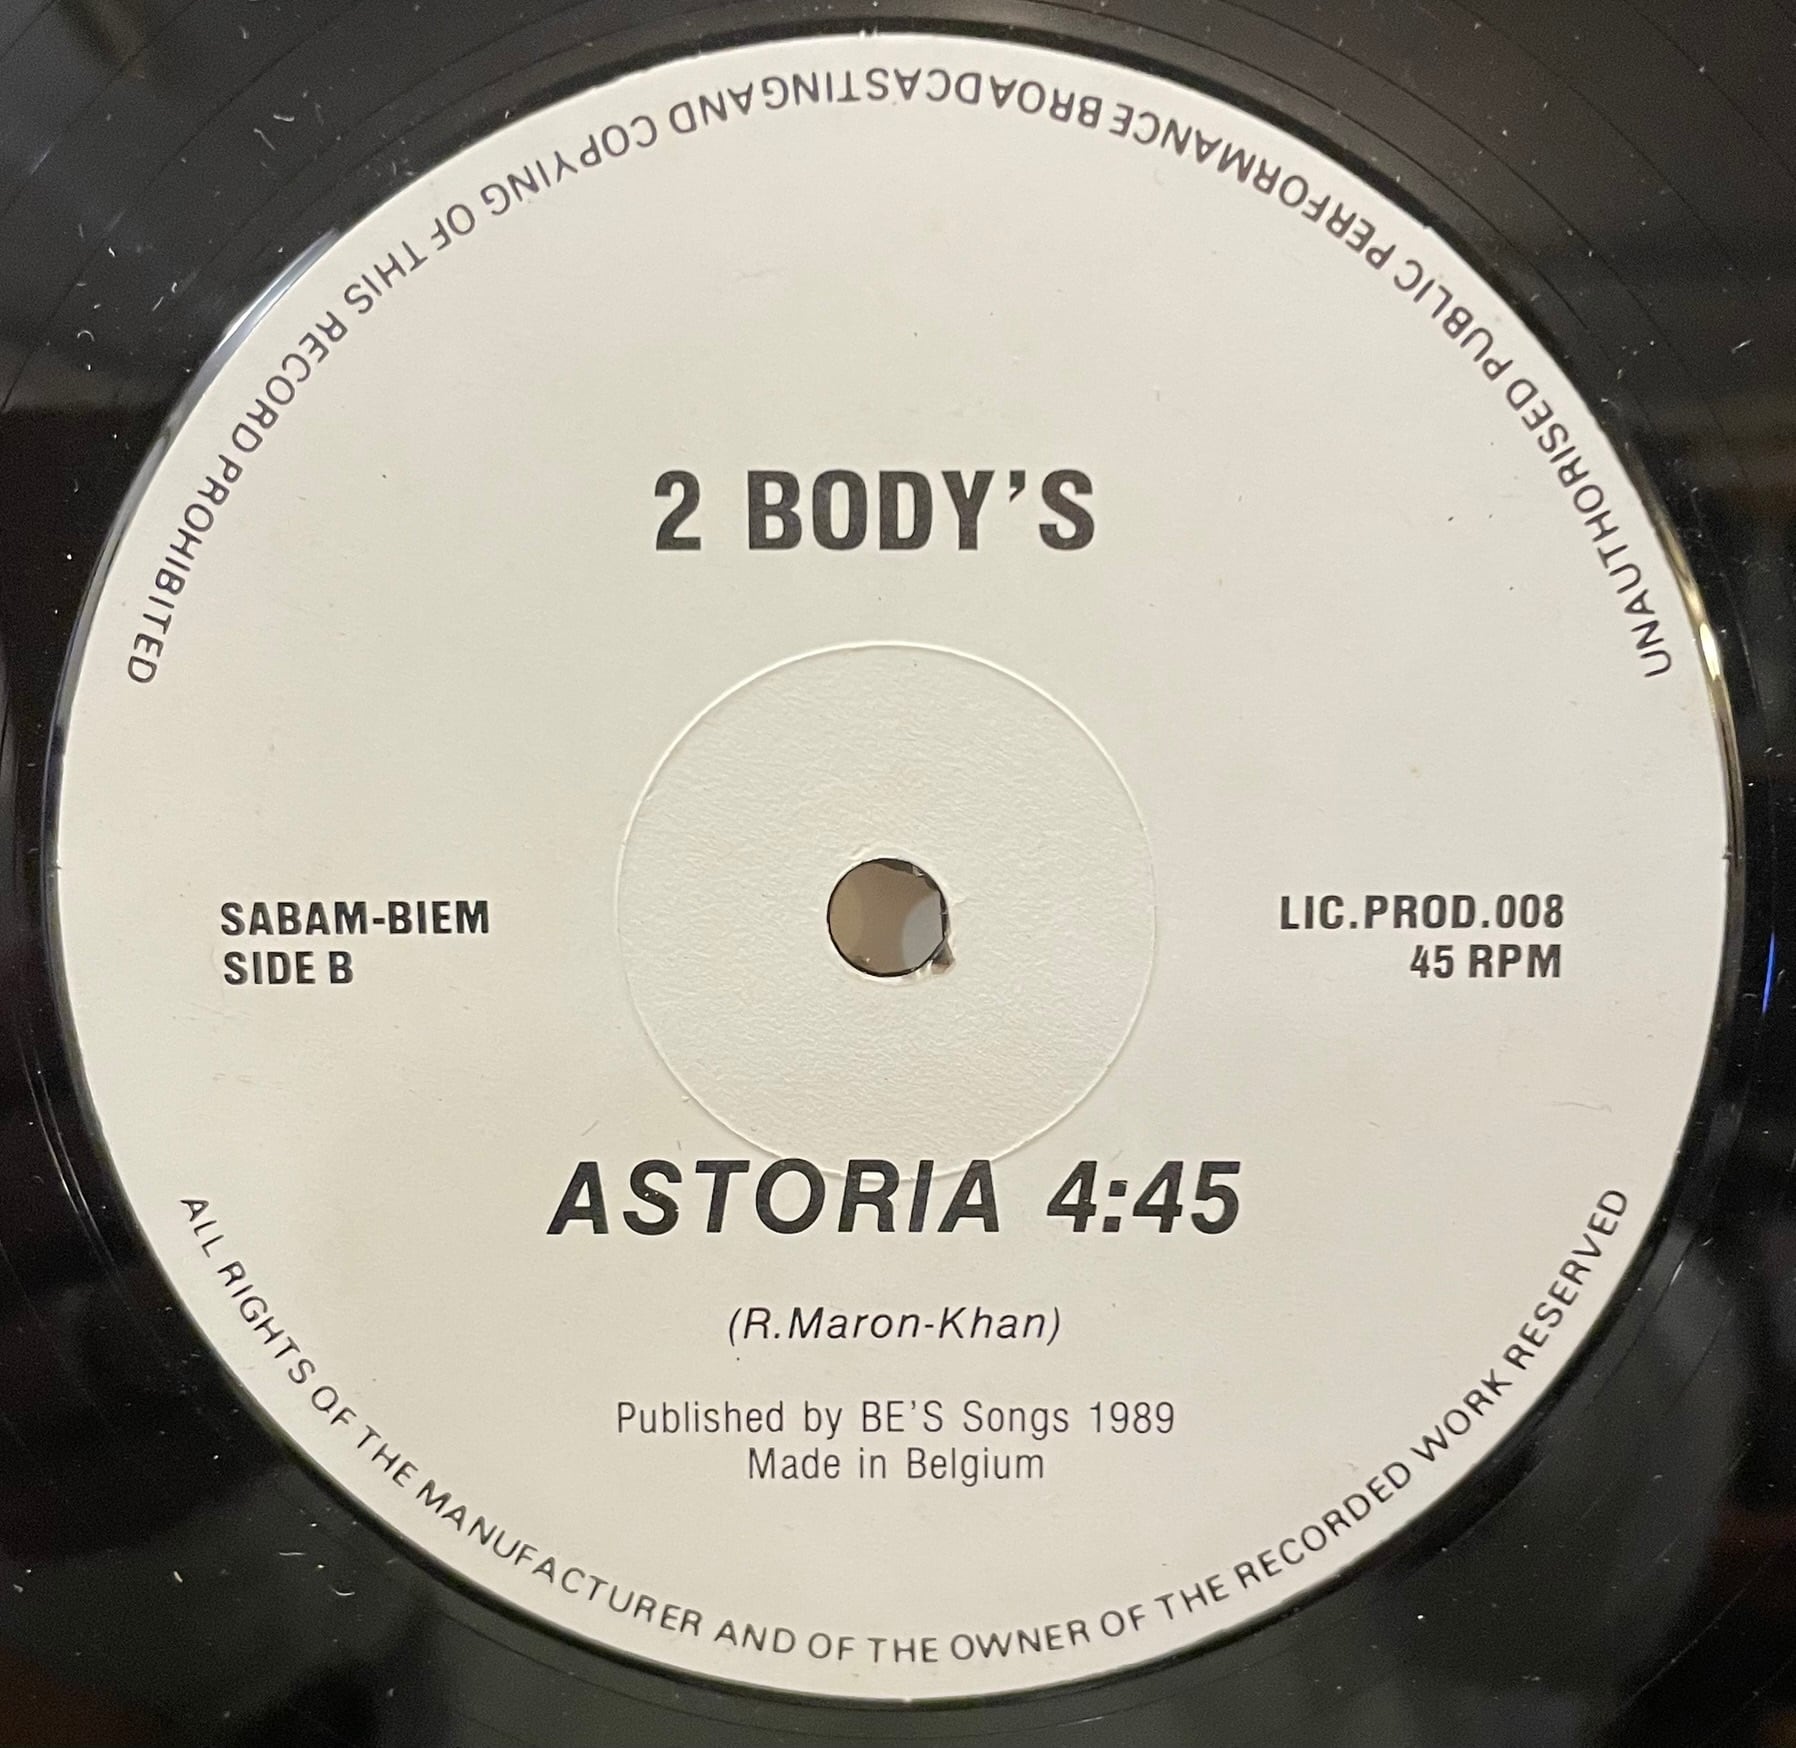 UNAUTHORISED PUBLIC PERFORMANCE BROADCASTING AND COPYING OF THIS RECORD PROHIBITED
2 BODY'S
SABAM-BIEM
SIDE B
LIC.PROD.008
45 RPM
ASTORIA 4:45
(R.Maron-Khan)
Published by BE'S Songs 1989
Made in Belgium
ALL RIGHTS OF THE MANUFACTURER AND OF THE OWNER OF THE RECORDED WORK RESERVED